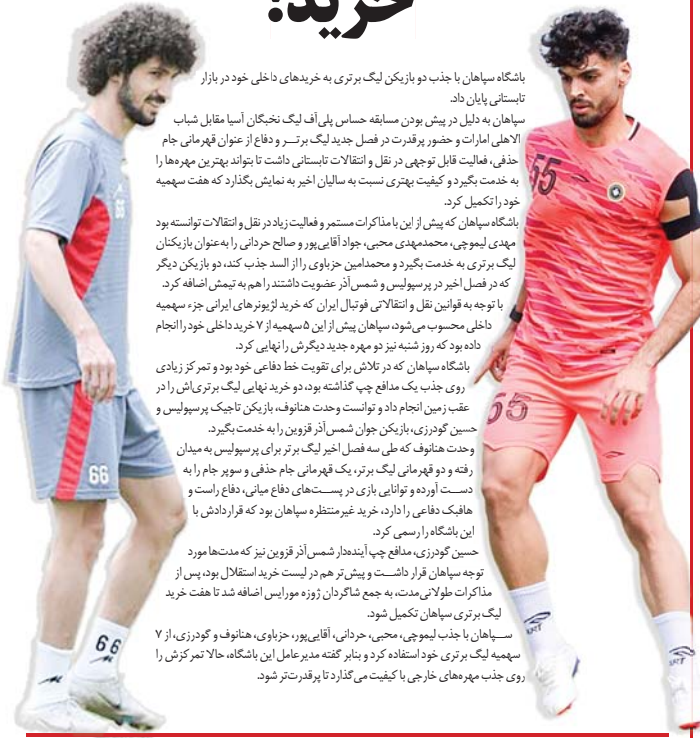 خرید!
باشگاه سپاهان با جذب دو بازیکن لیگ برتری به خریدهای داخلی خود در بازار
تابستانی پایان داد.
سپاهان به دلیل در پیش بودن مسابقه حساس پلی‌آف لیگ نخبگان آسیا مقابل شباب
الاهلی امارات و حضور پرقدرت در فصل جدید لیگ برتر و دفاع از عنوان قهرمانی جام
حذفی، فعالیت قابل توجهی در نقل و انتقالات تابستانی داشت تا بتواند بهترین مهره‌ها را
به خدمت بگیرد و کیفیت بهتری نسبت به سالیان اخیر به نمایش بگذارد که هفت سهمیه
خود را تکمیل کرد.
باشگاه سپاهان که پیش از این با مذاکرات مستمر و فعالیت زیاد در نقل و انتقالات توانسته بود
مهدی لیموچی، محمدمهدی محبی، جواد آقایی‌پور و صالح حردانی را به‌عنوان بازیکنان
لیگ برتری به خدمت بگیرد و محمدامین حزباوی را از السد جذب کند، دو بازیکن دیگر
که در فصل اخیر در پرسپولیس و شمس‌آذر عضویت داشتند را هم به تیمش اضافه کرد.
با توجه به قوانین نقل و انتقالاتی فوتبال ایران که خرید لژیونرهای ایرانی جزء سهمیه
داخلی محسوب می‌شود، سپاهان پیش از این ۵سهمیه از ۷ خرید داخلی خود را انجام
داده بود که روز شنبه نیز دو مهره جدید دیگرش را نهایی کرد.
باشگاه سپاهان که در تلاش برای تقویت خط دفاعی خود بود و تمرکز زیادی
روی جذب یک مدافع چپ گذاشته بود، دو خرید نهایی لیگ برتری‌اش را در
عقب زمین انجام داد و توانست وحدت هنانوف، بازیکن تاجیک پرسپولیس و
حسین گودرزی، بازیکن جوان شمس‌آذر قزوین را به خدمت بگیرد.
وحدت هنانوف که طی سه فصل اخیر لیگ برتر برای پرسپولیس به میدان
رفته و دو قهرمانی لیگ برتر، یک قهرمانی جام حذفی و سوپر جام را به
دست آورده و توانایی بازی در پست‌های دفاع میانی، دفاع راست و
هافبک دفاعی را دارد، خرید غیرمنتظره سپاهان بود که قراردادش با
این باشگاه را رسمی کرد.
حسین گودرزی، مدافع چپ آینده‌دار شمس‌آذر قزوین نیز که مدت‌ها مورد
توجه سپاهان قرار داشت و پیش‌تر هم در لیست خرید استقلال بود، پس از
مذاکرات طولانی‌مدت، به جمع شاگردان ژوزه مورایس اضافه شد تا هفت خرید
لیگ برتری سپاهان تکمیل شود.
سپاهان با جذب لیموچی، محبی، حردانی، آقایی‌پور، حزباوی، هنانوف و گودرزی، از ۷
سهمیه لیگ برتری خود استفاده کرد و بنابر گفته مدیرعامل این باشگاه، حالا تمرکزش را
روی جذب مهره‌های خارجی با کیفیت می‌گذارد تا پرقدرت‌تر شود.
55
55
66
66
66